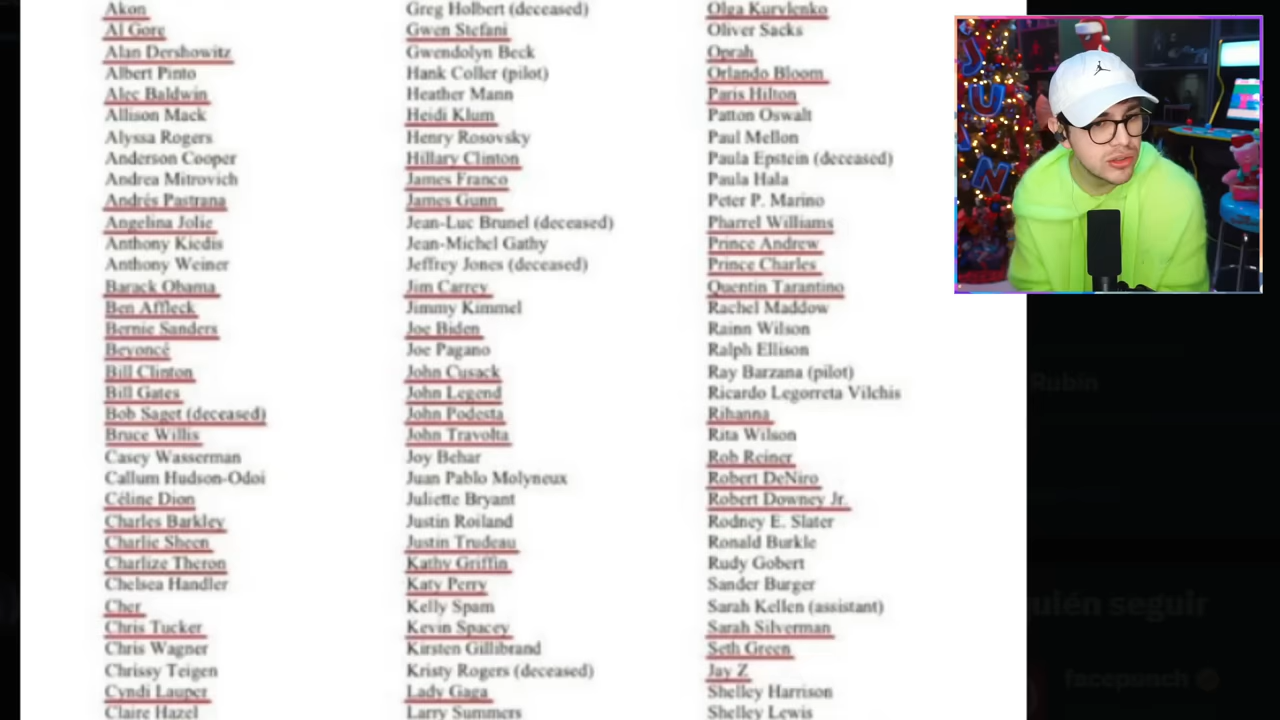 Akon
Al Gore
Alan Dershowitz
Albert Pinto
Alec Baldwin
Allison Mack
Alyssa Rogers
Anderson Cooper
Andrea Mitrovich
Andrés Pastrana
Angelina Jolie
Anthony Kiedis
Anthony Weiner
Barack Obama
Ben Affleck
Bernie Sanders
Beyoncé
Bill Clinton
Bill Gates
Bob Saget (deceased)
Bruce Willis
Casey Wasserman
Callum Hudson-Odoi
Céline Dion
Charles Barkley
Charlie Sheen
Charlize Theron
Chelsea Handler
Cher
Chris Tucker
Chris Wagner
Chrissy Teigen
Cyndi Lauper
Claire Hazel
Greg Holbert (deceased)
Gwen Stefani
Gwendolyn Beck
Hank Coller (pilot)
Heather Mann
Heidi Klum
Henry Rosovsky
Hillary Clinton
James Franco
James Gunn
Jean-Luc Brunel (deceased)
Jean-Michel Gathy
Jeffrey Jones (deceased)
Jim Carrey
Jimmy Kimmel
Joe Biden
Joe Pagano
John Cusack
John Legend
John Podesta
John Travolta
Joy Behar
Juan Pablo Molyneux
Juliette Bryant
Justin Roiland
Justin Trudeau
Kathy Griffin
Katy Perry
Kelly Spam
Kevin Spacey
Kirsten Gillibrand
Kristy Rogers (deceased)
Lady Gaga
Larry Summers
Olga Kurylenko
Oliver Sacks
Oprah
Orlando Bloom
Paris Hilton
Patton Oswalt
Paul Mellon
Paula Epstein (deceased)
Paula Hala
Peter P. Marino
Pharrel Williams
Prince Andrew
Prince Charles
Quentin Tarantino
Rachel Maddow
Rainn Wilson
Ralph Ellison
Ray Barzana (pilot)
Ricardo Legorreta Vilchis
Rihanna
Rita Wilson
Rob Reiner
Robert DeNiro
Robert Downey Jr.
Rodney E. Slater
Ronald Burkle
Rudy Gobert
Sander Burger
Sarah Kellen (assistant)
Sarah Silverman
Seth Green
Jay Z
Shelley Harrison
Shelley Lewis
J
U
A
N
Rubin
uién seguir
facepunch